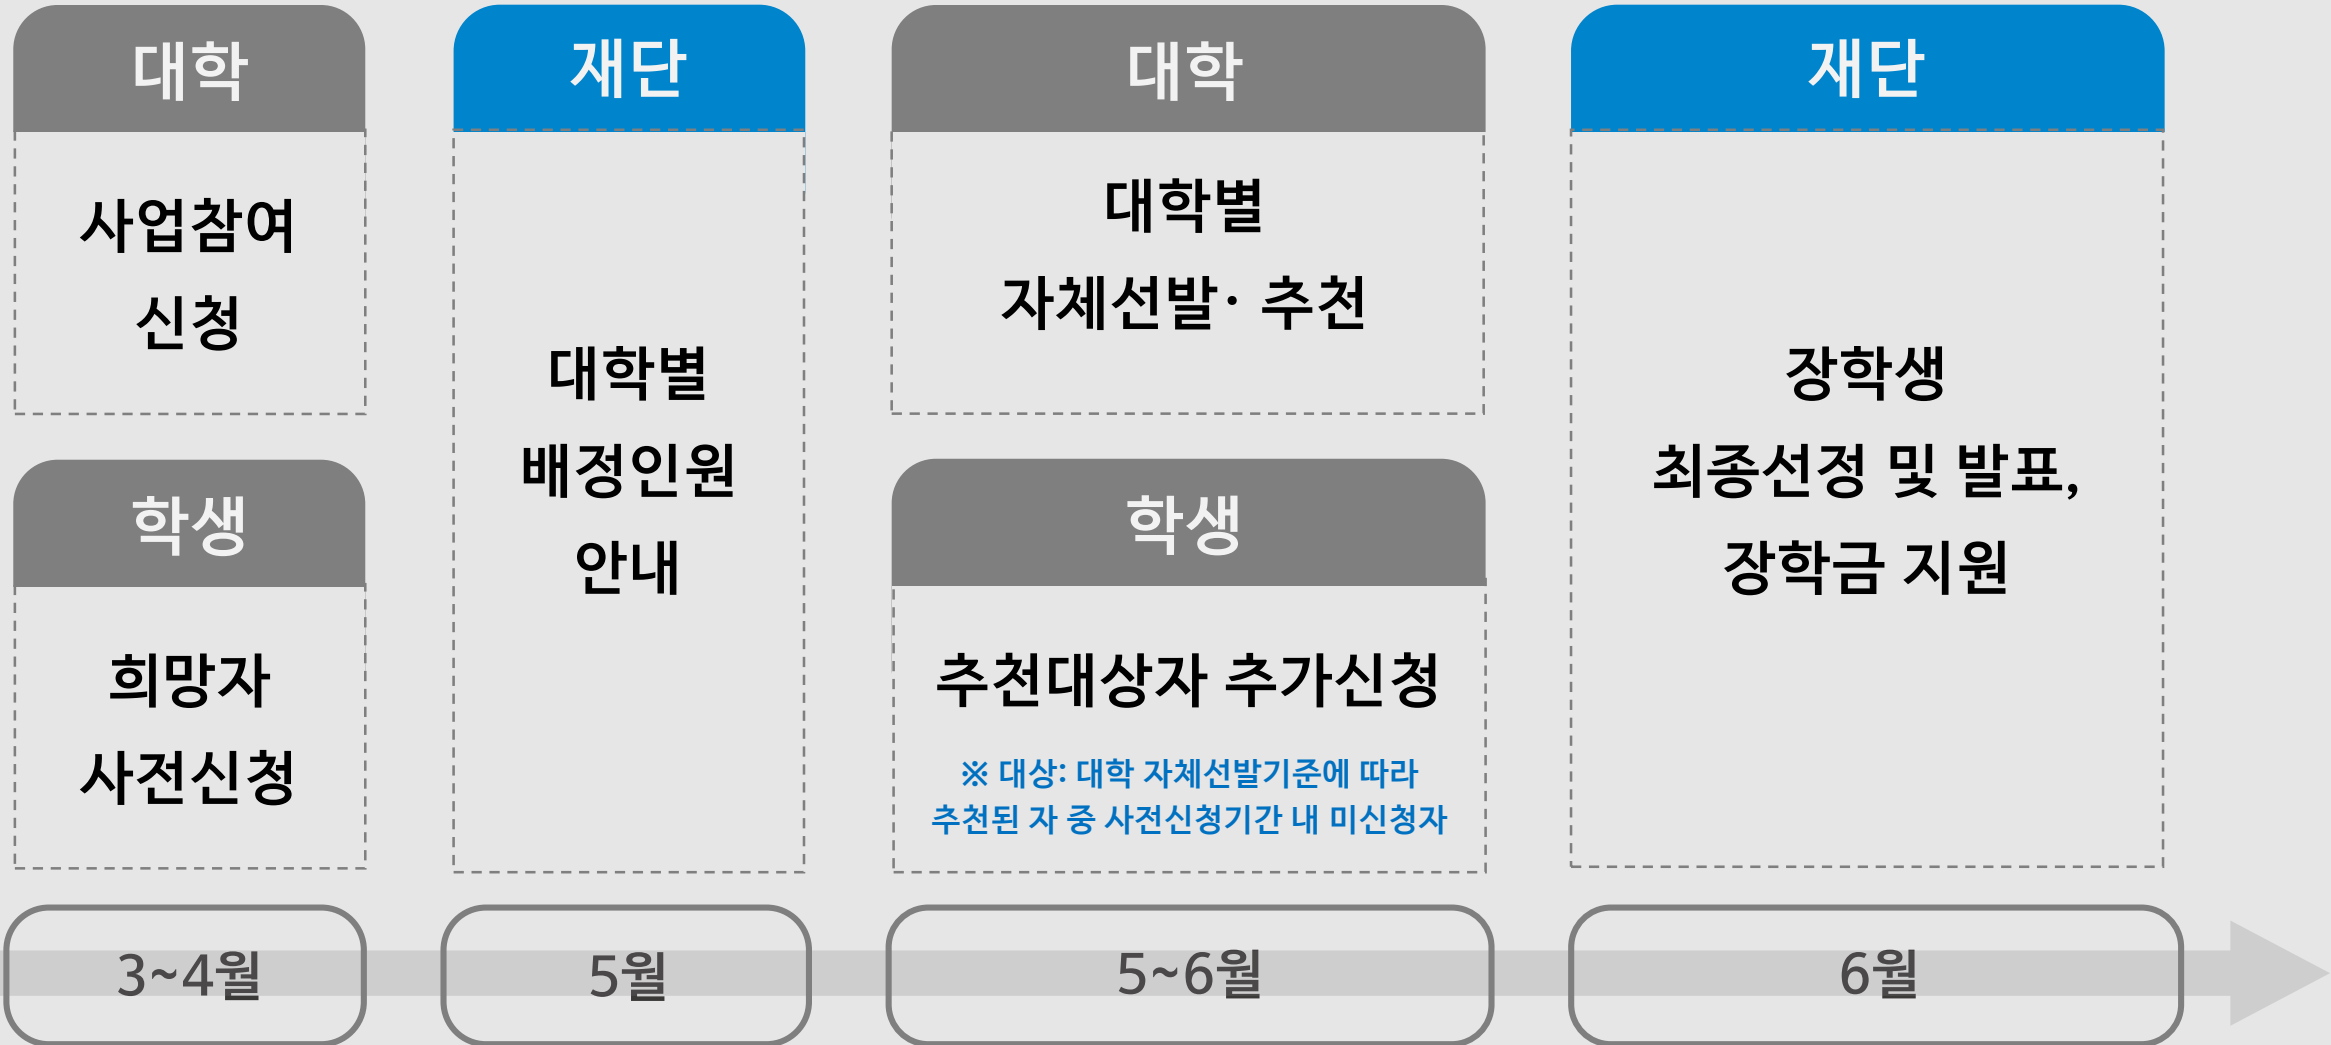 대학
사업참여
신청
학생
희망자
사전신청
3~4월
재단
대학별
배정인원
안내
5월
대학
대학별
자체선발· 추천
학생
추천대상자 추가신청
※ 대상: 대학 자체선발기준에 따라
추천된 자 중 사전신청기간 내 미신청자
5~6월
재단
장학생
최종선정 및 발표,
장학금 지원
6월